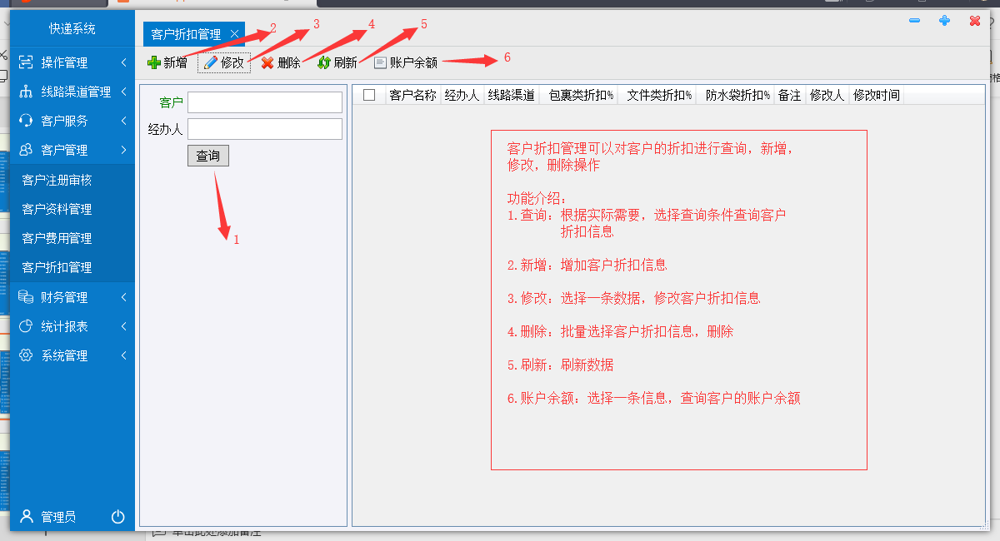 快递系统
操作管理
线路渠道管理
客户服务
客户管理
客户注册审核
客户资料管理
客户费用管理
客户折扣管理
财务管理
统计报表
系统管理
管理员
客户折扣管理
新增 修改 删除 刷新 账户余额
2 3 4 5 6
客户
经办人
查询
1
客户名称 经办人 线路渠道 包裹类折扣% 文件类折扣% 防水袋折扣% 备注 修改人 修改时间
客户折扣管理可以对客户的折扣进行查询，新增，
修改，删除操作
功能介绍：
1.查询：根据实际需要，选择查询条件查询客户
折扣信息
2.新增：增加客户折扣信息
3.修改：选择一条数据，修改客户折扣信息
4.删除：批量选择客户折扣信息，删除
5.刷新：刷新数据
6.账户余额：选择一条信息，查询客户的账户余额
单击此处添加备注